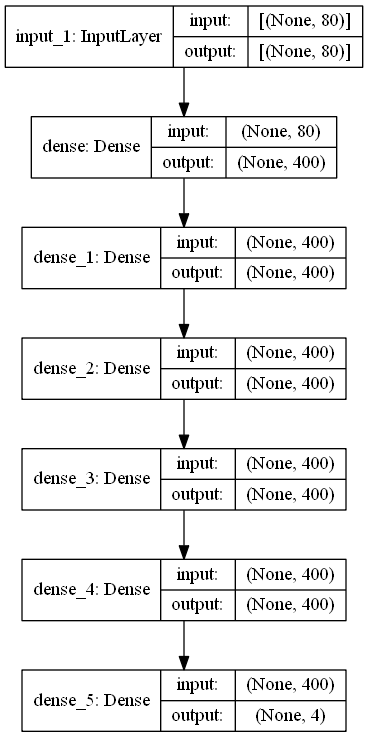 input_1: InputLayer
input:
[(None, 80)]
output:
[(None, 80)]
dense: Dense
input:
(None, 80)
output:
(None, 400)
dense_1: Dense
input:
(None, 400)
output:
(None, 400)
dense_2: Dense
input:
(None, 400)
output:
(None, 400)
dense_3: Dense
input:
(None, 400)
output:
(None, 400)
dense_4: Dense
input:
(None, 400)
output:
(None, 400)
dense_5: Dense
input:
(None, 400)
output:
(None, 4)